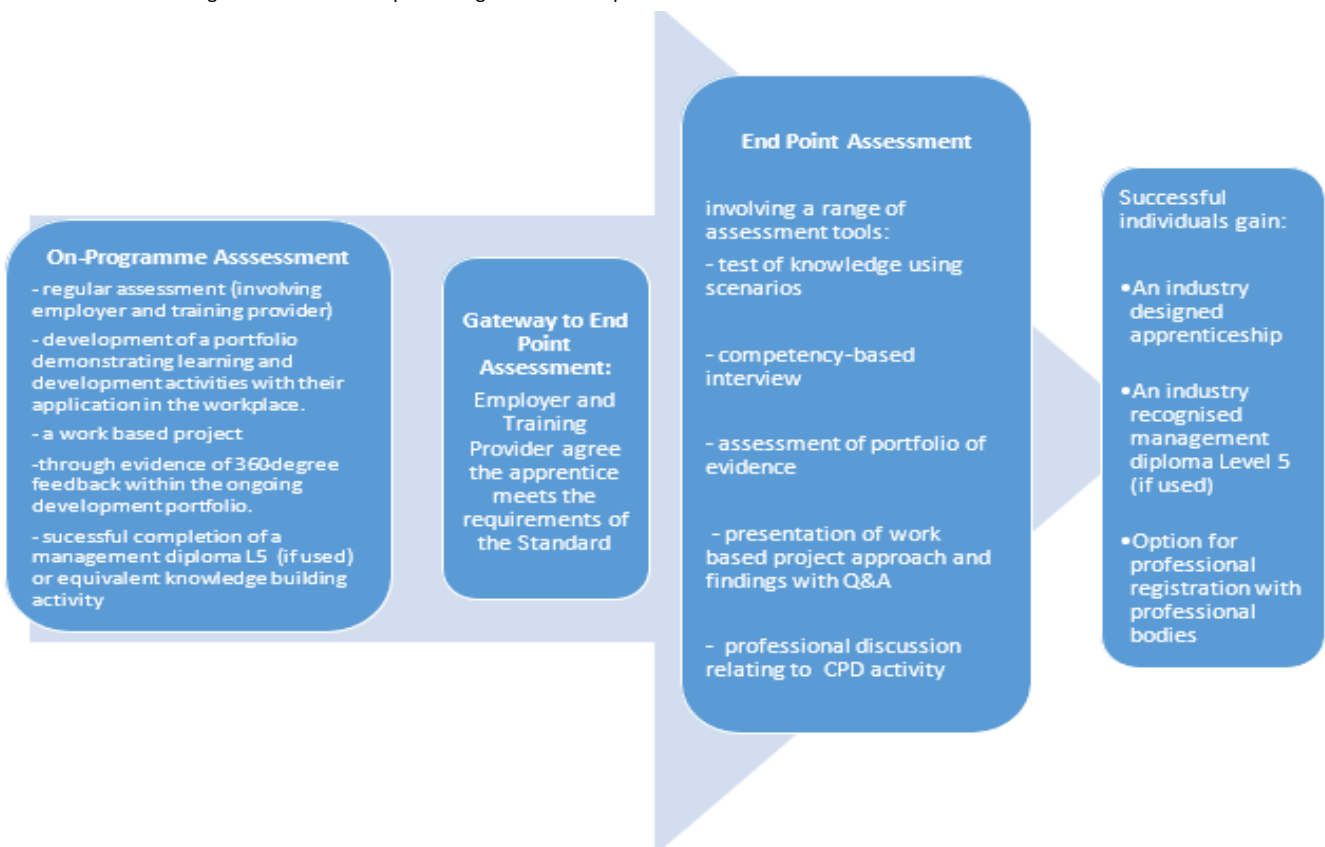 On-Programme Asssessment
- regular assessment (involving
employer and training provider)
- development of a portfolio
demonstrating learning and
development activities with their
application in the workplace.
- a work based project
-through evidence of 360degree
feedback within the ongoing
development portfolio.
- sucessful completion of a
management diploma L5 (if used)
or equivalent knowledge building
activity
Gateway to End
Point
Assessment:
Employer and
Training
Provider agree
the apprentice
meets the
requirements of
the Standard
End Point Assessment
involving a range of
assessment tools:
- test of knowledge using
scenarios
- competency-based
interview
- assessment of portfolio of
evidence
- presentation of work
based project approach and
findings with Q&A
- professional discussion
relating to CPD activity
Successful
individuals gain:
•An industry
designed
apprenticeship
•An industry
recognised
management
diploma Level 5
(if used)
•Option for
professional
registration with
professional
bodies